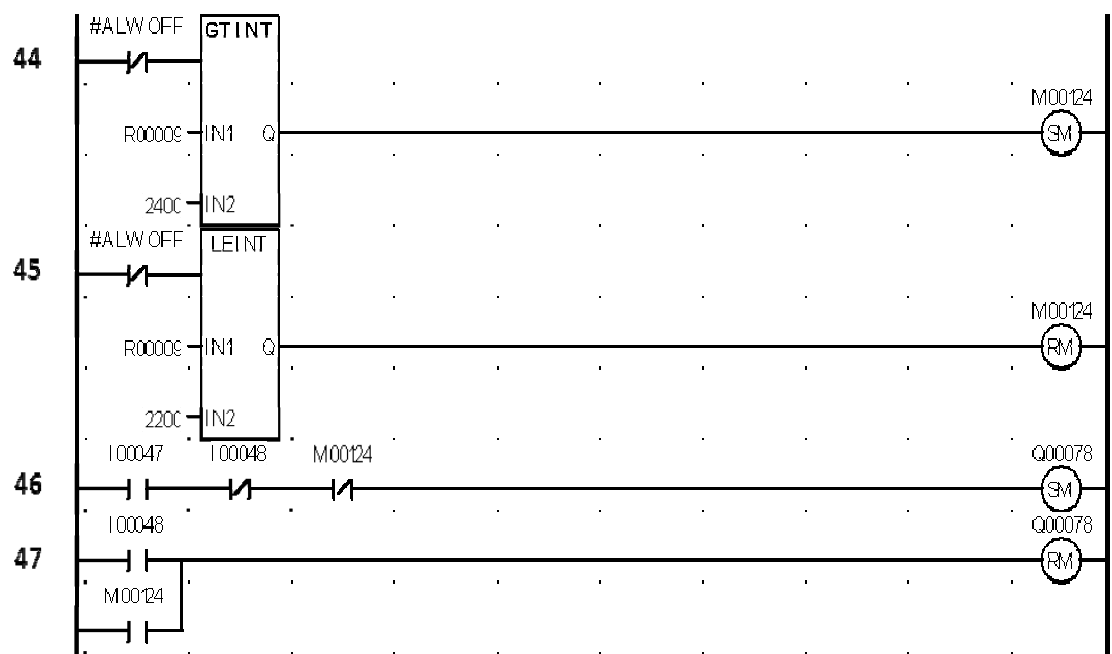 #ALW OFF GTINT
44
M00124
R00009 IN1 Q SM
2400 IN2
#ALW OFF LEINT
45
M00124
R00009 IN1 Q RM
2200 IN2
I00047 I00048 M00124 Q00078
46 SM
I00048 Q00078
47 RM
M00124